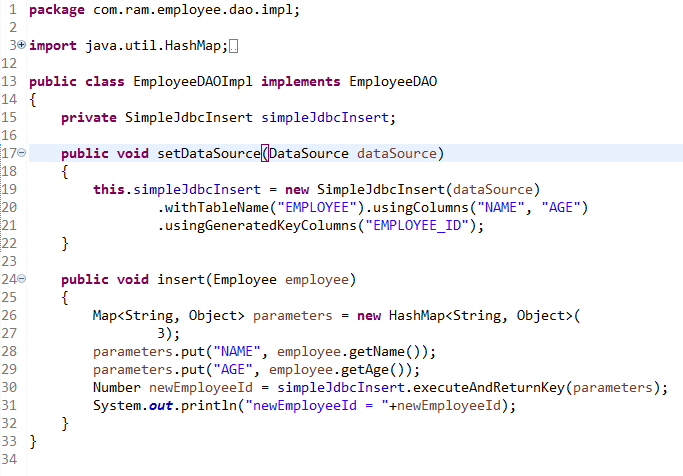 1 package com.ram.employee.dao.impl;
2
3 import java.util.HashMap;
12
13 public class EmployeeDAOImpl implements EmployeeDAO
14 {
15     private SimpleJdbcInsert simpleJdbcInsert;
16
17     public void setDataSource(DataSource dataSource)
18     {
19         this.simpleJdbcInsert = new SimpleJdbcInsert(dataSource)
20                 .withTableName("EMPLOYEE").usingColumns("NAME", "AGE")
21                 .usingGeneratedKeyColumns("EMPLOYEE_ID");
22     }
23
24     public void insert(Employee employee)
25     {
26         Map<String, Object> parameters = new HashMap<String, Object>(
27                 3);
28         parameters.put("NAME", employee.getName());
29         parameters.put("AGE", employee.getAge());
30         Number newEmployeeId = simpleJdbcInsert.executeAndReturnKey(parameters);
31         System.out.println("newEmployeeId = "+newEmployeeId);
32     }
33 }
34